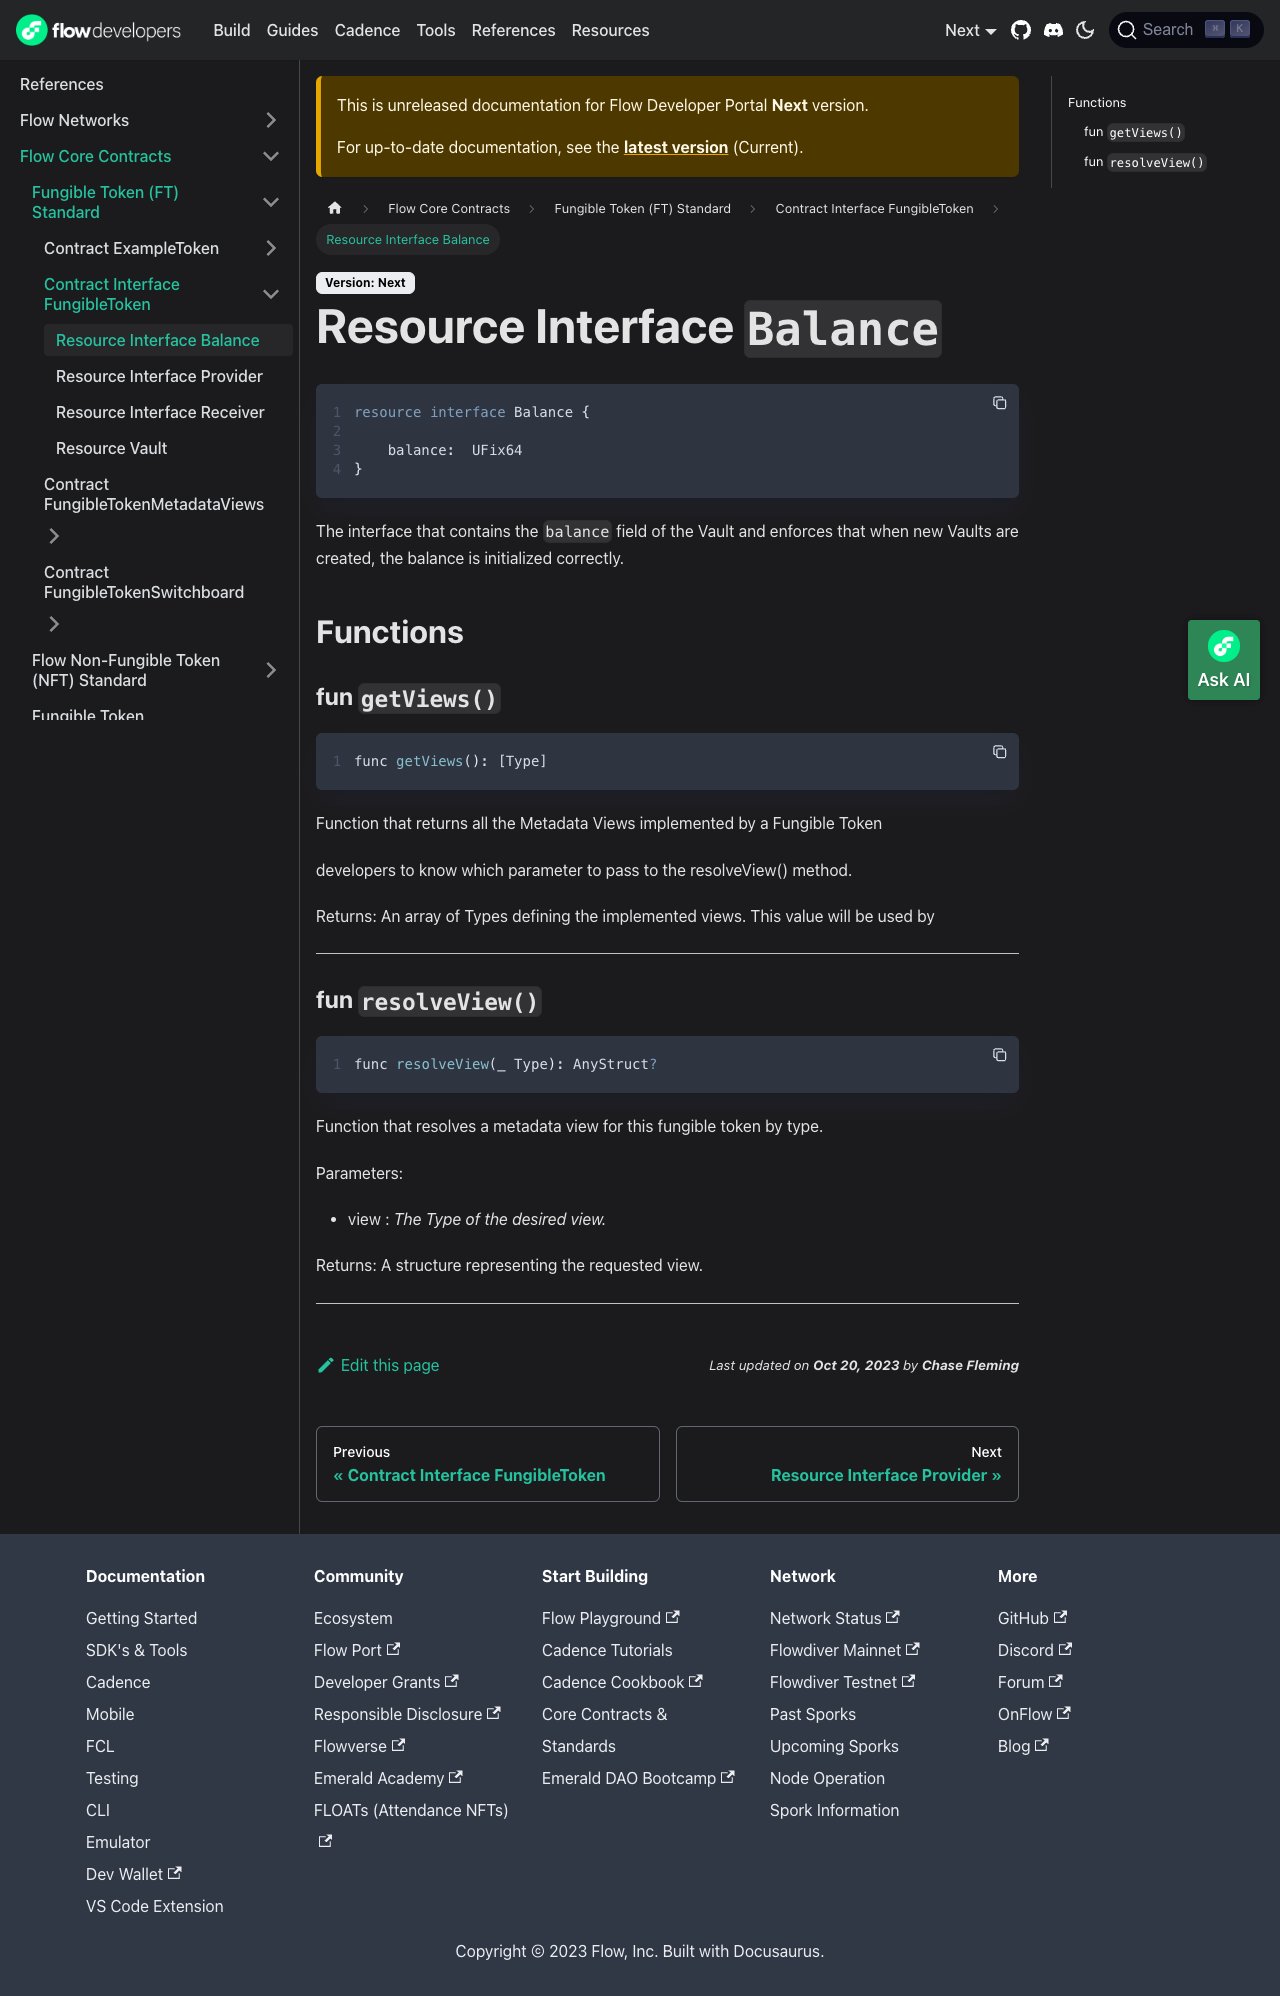 flowdevelopers
Build Guides Cadence Tools References Resources
Next
Search ⌘ K
References
Flow Networks
Flow Core Contracts
Fungible Token (FT)
Standard
Contract ExampleToken
Contract Interface
FungibleToken
Resource Interface Balance
Resource Interface Provider
Resource Interface Receiver
Resource Vault
Contract
FungibleTokenMetadataViews
Contract
FungibleTokenSwitchboard
Flow Non-Fungible Token
(NFT) Standard
Fungible Token
This is unreleased documentation for Flow Developer Portal Next version.
For up-to-date documentation, see the latest version (Current).
Flow Core Contracts
Fungible Token (FT) Standard
Contract Interface FungibleToken
Resource Interface Balance
Version: Next
Resource Interface Balance
1 resource interface Balance {
2
3 balance: UFix64
4 }
The interface that contains the balance field of the Vault and enforces that when new Vaults are
created, the balance is initialized correctly.
Functions
fun getViews()
1 func getViews(): [Type]
Function that returns all the Metadata Views implemented by a Fungible Token
developers to know which parameter to pass to the resolveView() method.
Returns: An array of Types defining the implemented views. This value will be used by
fun resolveView()
1 func resolveView(_ Type): AnyStruct?
Function that resolves a metadata view for this fungible token by type.
Parameters:
view : The Type of the desired view.
Returns: A structure representing the requested view.
Edit this page
Last updated on Oct 20, 2023 by Chase Fleming
Previous
« Contract Interface FungibleToken
Next
Resource Interface Provider »
Functions
fun getViews()
fun resolveView()
Ask AI
Documentation
Getting Started
SDK's & Tools
Cadence
Mobile
FCL
Testing
CLI
Emulator
Dev Wallet
VS Code Extension
Community
Ecosystem
Flow Port
Developer Grants
Responsible Disclosure
Flowverse
Emerald Academy
FLOATs (Attendance NFTs)
Start Building
Flow Playground
Cadence Tutorials
Cadence Cookbook
Core Contracts &
Standards
Emerald DAO Bootcamp
Network
Network Status
Flowdiver Mainnet
Flowdiver Testnet
Past Sporks
Upcoming Sporks
Node Operation
Spork Information
More
GitHub
Discord
Forum
OnFlow
Blog
Copyright © 2023 Flow, Inc. Built with Docusaurus.